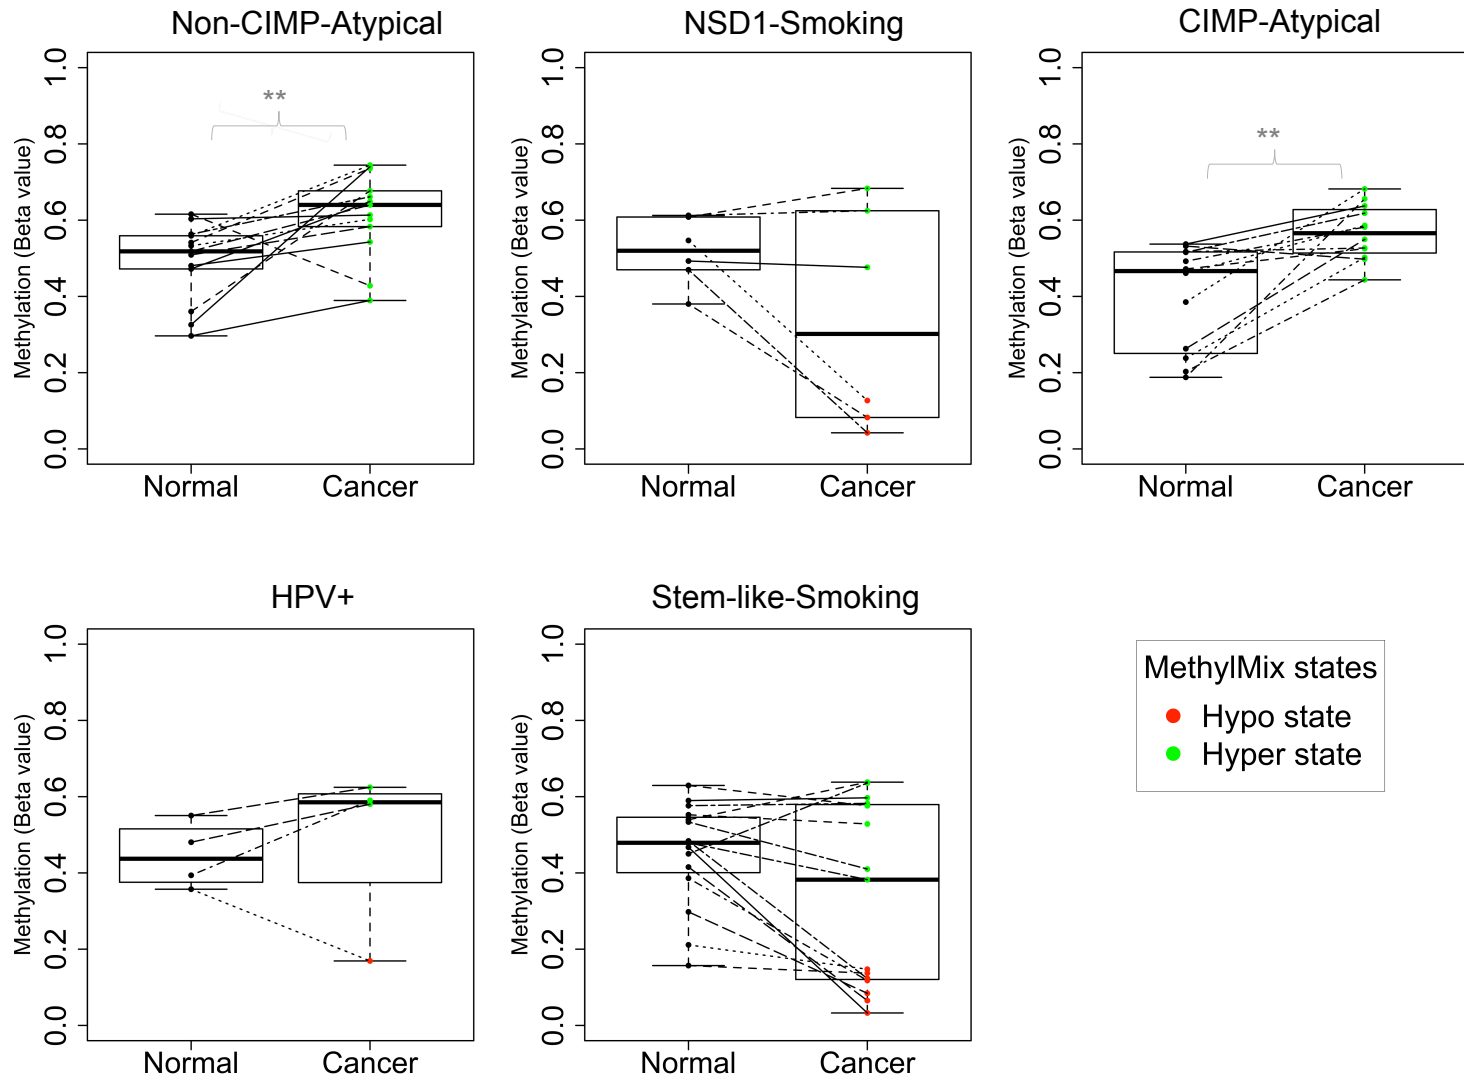 Non-CIMP-Atypical
NSD1-Smoking
CIMP-Atypical
Methylation (Beta value)
0.0 0.2 0.4 0.6 0.8 1.0
**
Normal Cancer
Methylation (Beta value)
0.0 0.2 0.4 0.6 0.8 1.0
Normal Cancer
Methylation (Beta value)
0.0 0.2 0.4 0.6 0.8 1.0
**
Normal Cancer
HPV+
Stem-like-Smoking
Methylation (Beta value)
0.0 0.2 0.4 0.6 0.8 1.0
Normal Cancer
Methylation (Beta value)
0.0 0.2 0.4 0.6 0.8 1.0
Normal Cancer
MethylMix states
Hypo state
Hyper state